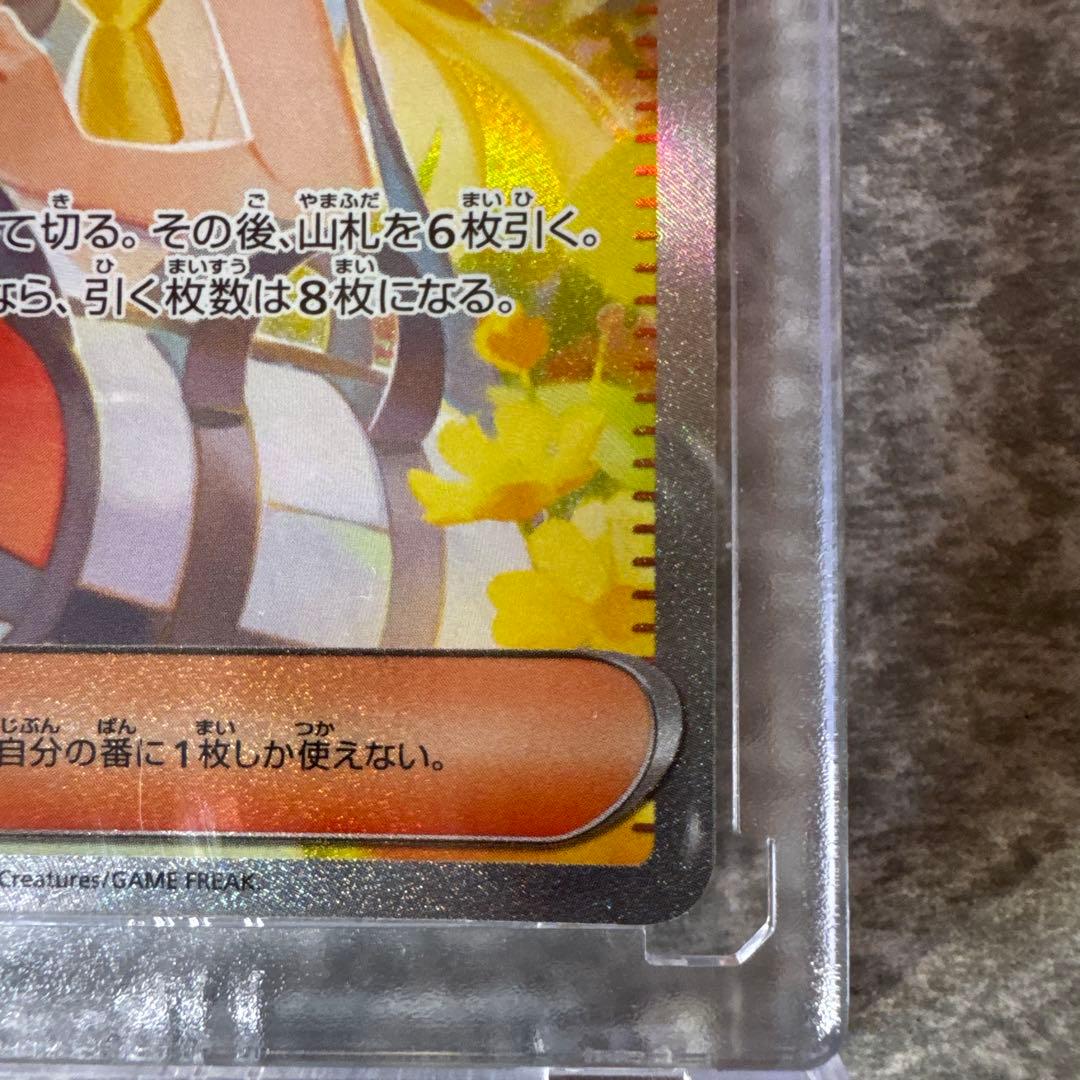 て切る。その後、山札を6枚引く。
なら、引く枚数は8枚になる。
自分の番に1枚しか使えない。
Creatures/GAME FREAK